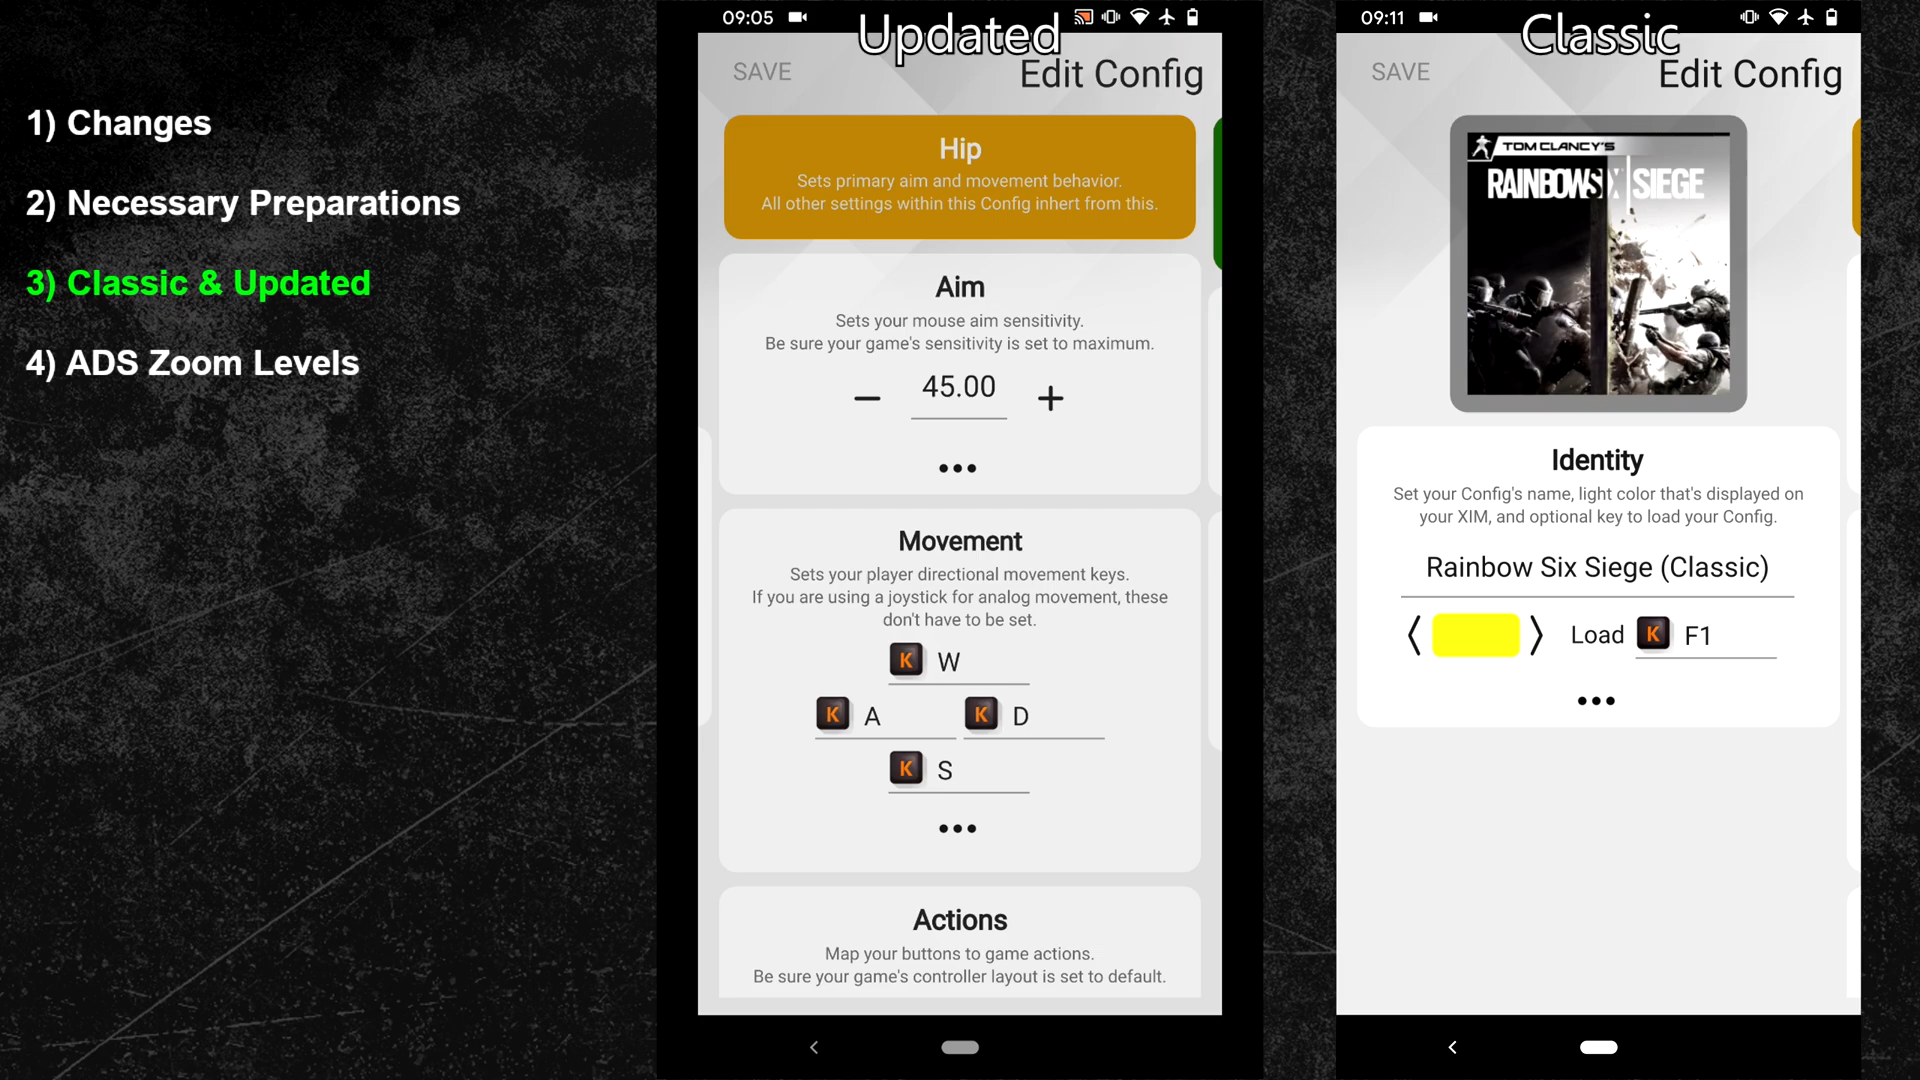 1) Changes
2) Necessary Preparations
3) Classic & Updated
4) ADS Zoom Levels
09:05
Updated
SAVE
Edit Config
Hip
Sets primary aim and movement behavior.
All other settings within this Config inhert from this.
Aim
Sets your mouse aim sensitivity.
Be sure your game's sensitivity is set to maximum.
45.00
Movement
Sets your player directional movement keys.
If you are using a joystick for analog movement, these
don't have to be set.
K W
K A K D
K S
Actions
Map your buttons to game actions.
Be sure your game's controller layout is set to default.
09:11
Classic
SAVE
Edit Config
TOM CLANCY'S
RAINBOW SIX SIEGE
Identity
Set your Config's name, light color that's displayed on
your XIM, and optional key to load your Config.
Rainbow Six Siege (Classic)
Load K F1